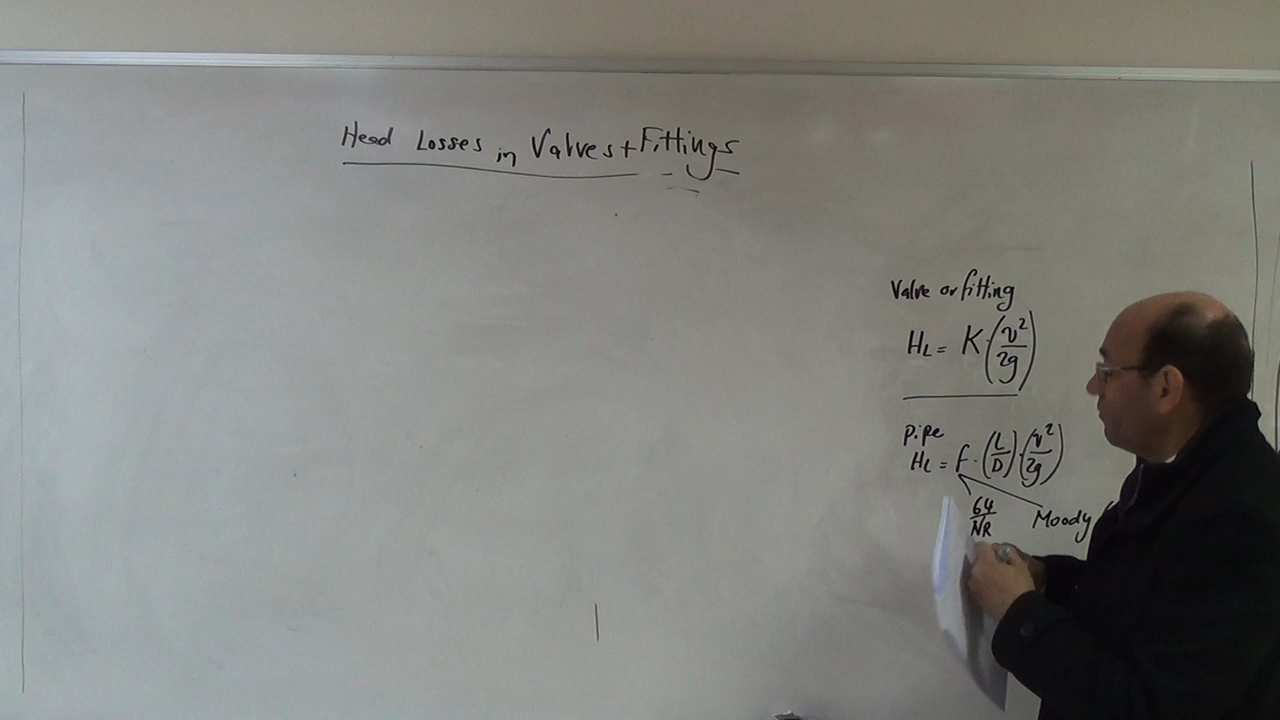 Head Losses in Valves + Fittings
Valve or fitting
HL = K·(v²/2g)
Pipe
HL = f·(L/D)·(v²/2g)
64/NR Moody